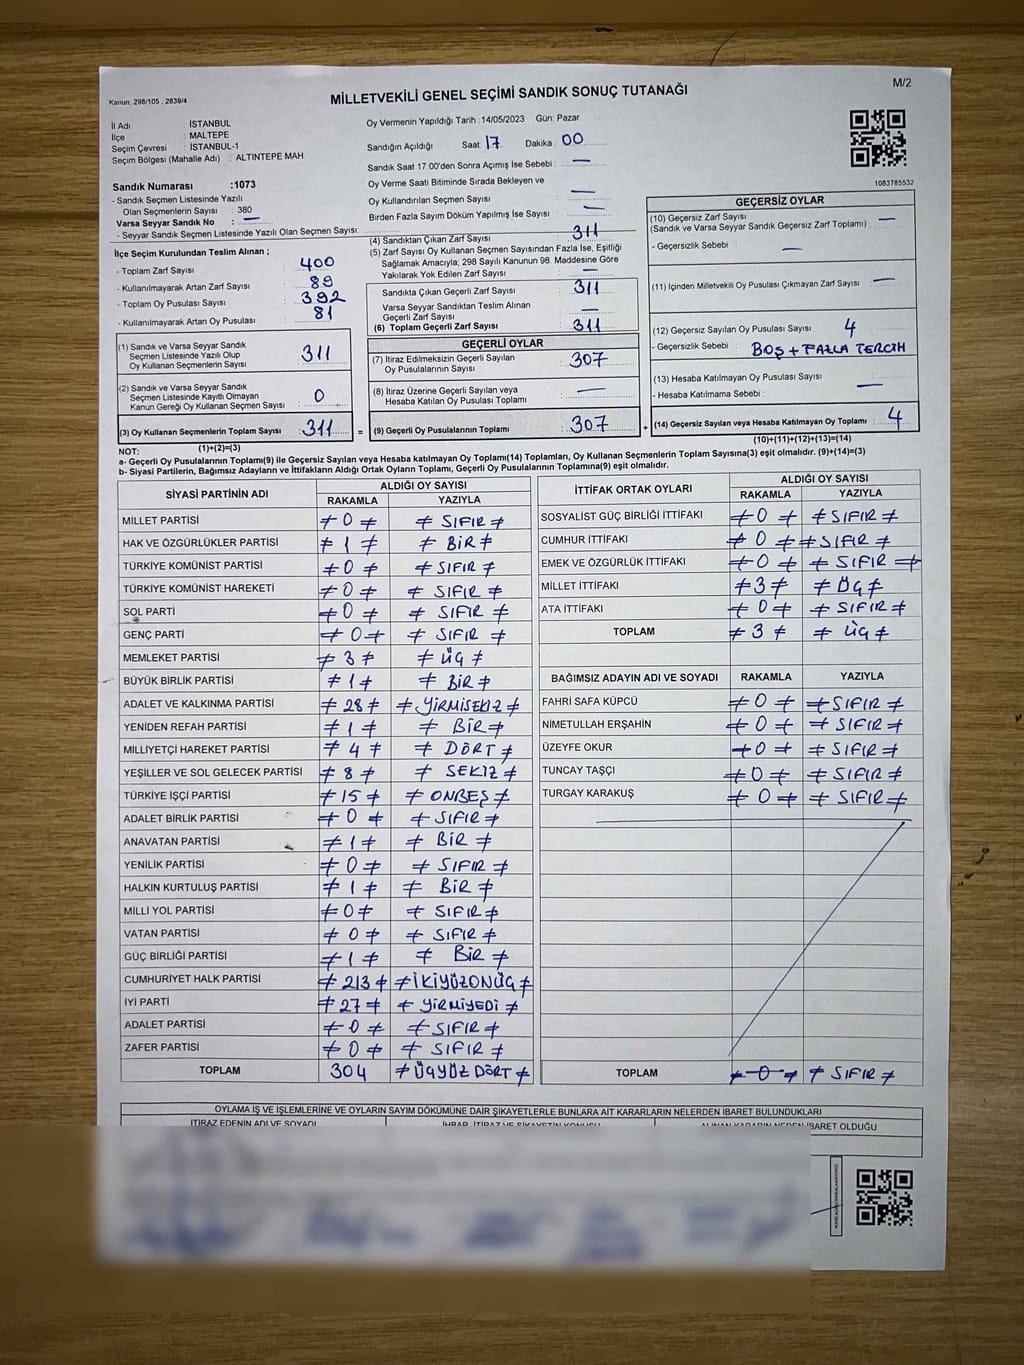 Kanun, 298/105 , 2839/4
MİLLETVEKİLİ GENEL SEÇİMİ SANDIK SONUÇ TUTANAĞI
M/2
İl Adı : İSTANBUL
İlçe : MALTEPE
Seçim Çevresi : İSTANBUL-1
Seçim Bölgesi (Mahalle Adı) : ALTINTEPE MAH.
Oy Vermenin Yapıldığı Tarih :14/05/2023 Gün: Pazar
Sandığın Açıldığı Saat: 17 Dakika : 00
Sandık Saat 17:00'den Sonra Açımış İse Sebebi : —
Oy Verme Saati Bitiminde Sırada Bekleyen ve
Oy Kullandırılan Seçmen Sayısı : —
Birden Fazla Sayım Döküm Yapılmış İse Sayısı : —
1083785532
Sandık Numarası :1073
- Sandık Seçmen Listesinde Yazılı
Olan Seçmenlerin Sayısı : 380
Varsa Seyyar Sandık No : —
- Seyyar Sandık Seçmen Listesinde Yazılı Olan Seçmen Sayısı:
İlçe Seçim Kurulundan Teslim Alınan ;
- Toplam Zarf Sayısı : 400
- Kullanılmayarak Artan Zarf Sayısı : 89
- Toplam Oy Pusulası Sayısı : 392
- Kullanılmayarak Artan Oy Pusulası : 81
(4) Sandıktan Çıkan Zarf Sayısı : 311
(5) Zarf Sayısı Oy Kullanan Seçmen Sayısından Fazla İse, Eşitliği
Sağlamak Amacıyla; 298 Sayılı Kanunun 98. Maddesine Göre
Yakılarak Yok Edilen Zarf Sayısı : —
Sandıkta Çıkan Geçerli Zarf Sayısı : 311
Varsa Seyyar Sandıktan Teslim Alınan
Geçerli Zarf Sayısı : —
(6) Toplam Geçerli Zarf Sayısı : 311
GEÇERSİZ OYLAR
(10) Geçersiz Zarf Sayısı
(Sandık ve Varsa Seyyar Sandık Geçersiz Zarf Toplamı) : —
- Geçersizlik Sebebi : —
(11) İçinden Milletvekili Oy Pusulası Çıkmayan Zarf Sayısı : —
(12) Geçersiz Sayılan Oy Pusulası Sayısı : 4
- Geçersizlik Sebebi : BOŞ + FAZLA TERCİH
(13) Hesaba Katılmayan Oy Pusulası Sayısı : —
- Hesaba Katılmama Sebebi :
(14) Geçersiz Sayılan veya Hesaba Katılmayan Oy Toplamı : 4
(10)+(11)+(12)+(13)=(14)
(1) Sandık ve Varsa Seyyar Sandık
Seçmen Listesinde Yazılı Olup
Oy Kullanan Seçmenlerin Sayısı : 311
(2) Sandık ve Varsa Seyyar Sandık
Seçmen Listesinde Kayıtlı Olmayan
Kanun Gereği Oy Kullanan Seçmen Sayısı : 0
(3) Oy Kullanan Seçmenlerin Toplam Sayısı : 311 =
(1)+(2)=(3)
GEÇERLİ OYLAR
(7) İtiraz Edilmeksizin Geçerli Sayılan
Oy Pusulalarının Sayısı : 307
(8) İtiraz Üzerine Geçerli Sayılan veya
Hesaba Katılan Oy Pusulası Toplamı : —
(9) Geçerli Oy Pusulalarının Toplamı : 307 +
NOT:
a- Geçerli Oy Pusulalarının Toplamı(9) ile Geçersiz Sayılan veya Hesaba katılmayan Oy Toplamı(14) Toplamları, Oy Kullanan Seçmenlerin Toplam Sayısına(3) eşit olmalıdır. (9)+(14)=(3)
b- Siyasi Partilerin, Bağımsız Adayların ve İttifakların Aldığı Ortak Oyların Toplamı, Geçerli Oy Pusulalarının Toplamına(9) eşit olmalıdır.
SİYASİ PARTİNİN ADI ALDIĞI OY SAYISI
RAKAMLA YAZIYLA
MİLLET PARTİSİ ≠ 0 ≠ ≠ SIFIR ≠
HAK VE ÖZGÜRLÜKLER PARTİSİ ≠ 1 ≠ ≠ BİR ≠
TÜRKİYE KOMÜNİST PARTİSİ ≠ 0 ≠ ≠ SIFIR ≠
TÜRKİYE KOMÜNİST HAREKETİ ≠ 0 ≠ ≠ SIFIR ≠
SOL PARTİ ≠ 0 ≠ ≠ SIFIR ≠
GENÇ PARTİ ≠ 0 ≠ ≠ SIFIR ≠
MEMLEKET PARTİSİ ≠ 3 ≠ ≠ ÜÇ ≠
BÜYÜK BİRLİK PARTİSİ ≠ 1 ≠ ≠ BİR ≠
ADALET VE KALKINMA PARTİSİ ≠ 28 ≠ ≠ YİRMİSEKİZ ≠
YENİDEN REFAH PARTİSİ ≠ 1 ≠ ≠ BİR ≠
MİLLİYETÇİ HAREKET PARTİSİ ≠ 4 ≠ ≠ DÖRT ≠
YEŞİLLER VE SOL GELECEK PARTİSİ ≠ 8 ≠ ≠ SEKİZ ≠
TÜRKİYE İŞÇİ PARTİSİ ≠ 15 ≠ ≠ ONBEŞ ≠
ADALET BİRLİK PARTİSİ ≠ 0 ≠ ≠ SIFIR ≠
ANAVATAN PARTİSİ ≠ 1 ≠ ≠ BİR ≠
YENİLİK PARTİSİ ≠ 0 ≠ ≠ SIFIR ≠
HALKIN KURTULUŞ PARTİSİ ≠ 1 ≠ ≠ BİR ≠
MİLLİ YOL PARTİSİ ≠ 0 ≠ ≠ SIFIR ≠
VATAN PARTİSİ ≠ 0 ≠ ≠ SIFIR ≠
GÜÇ BİRLİĞİ PARTİSİ ≠ 1 ≠ ≠ BİR ≠
CUMHURİYET HALK PARTİSİ ≠ 213 ≠ ≠ İKİYÜZONÜÇ ≠
İYİ PARTİ ≠ 27 ≠ ≠ YİRMİYEDİ ≠
ADALET PARTİSİ ≠ 0 ≠ ≠ SIFIR ≠
ZAFER PARTİSİ ≠ 0 ≠ ≠ SIFIR ≠
TOPLAM 304 ≠ ÜÇYÜZ DÖRT ≠
İTTİFAK ORTAK OYLARI ALDIĞI OY SAYISI
RAKAMLA YAZIYLA
SOSYALİST GÜÇ BİRLİĞİ İTTİFAKI ≠ 0 ≠ ≠ SIFIR ≠
CUMHUR İTTİFAKI ≠ 0 ≠ ≠ SIFIR ≠
EMEK VE ÖZGÜRLÜK İTTİFAKI ≠ 0 ≠ ≠ SIFIR ≠
MİLLET İTTİFAKI ≠ 3 ≠ ≠ ÜÇ ≠
ATA İTTİFAKI ≠ 0 ≠ ≠ SIFIR ≠
TOPLAM ≠ 3 ≠ ≠ ÜÇ ≠
BAĞIMSIZ ADAYIN ADI VE SOYADI RAKAMLA YAZIYLA
FAHRİ SAFA KÜPCÜ ≠ 0 ≠ ≠ SIFIR ≠
NİMETULLAH ERŞAHİN ≠ 0 ≠ ≠ SIFIR ≠
ÜZEYFE OKUR ≠ 0 ≠ ≠ SIFIR ≠
TUNCAY TAŞÇI ≠ 0 ≠ ≠ SIFIR ≠
TURGAY KARAKUŞ ≠ 0 ≠ ≠ SIFIR ≠
TOPLAM ≠ 0 ≠ ≠ SIFIR ≠
OYLAMA İŞ VE İŞLEMLERİNE VE OYLARIN SAYIM DÖKÜMÜNE DAİR ŞİKAYETLERLE BUNLARA AİT KARARLARIN NELERDEN İBARET BULUNDUKLARI
İTİRAZ EDENİN ADI VE SOYADI İHBAR, İTİRAZ VE ŞİKAYETİN KONUSU ALINAN KARARIN NEDEN İBARET OLDUĞU